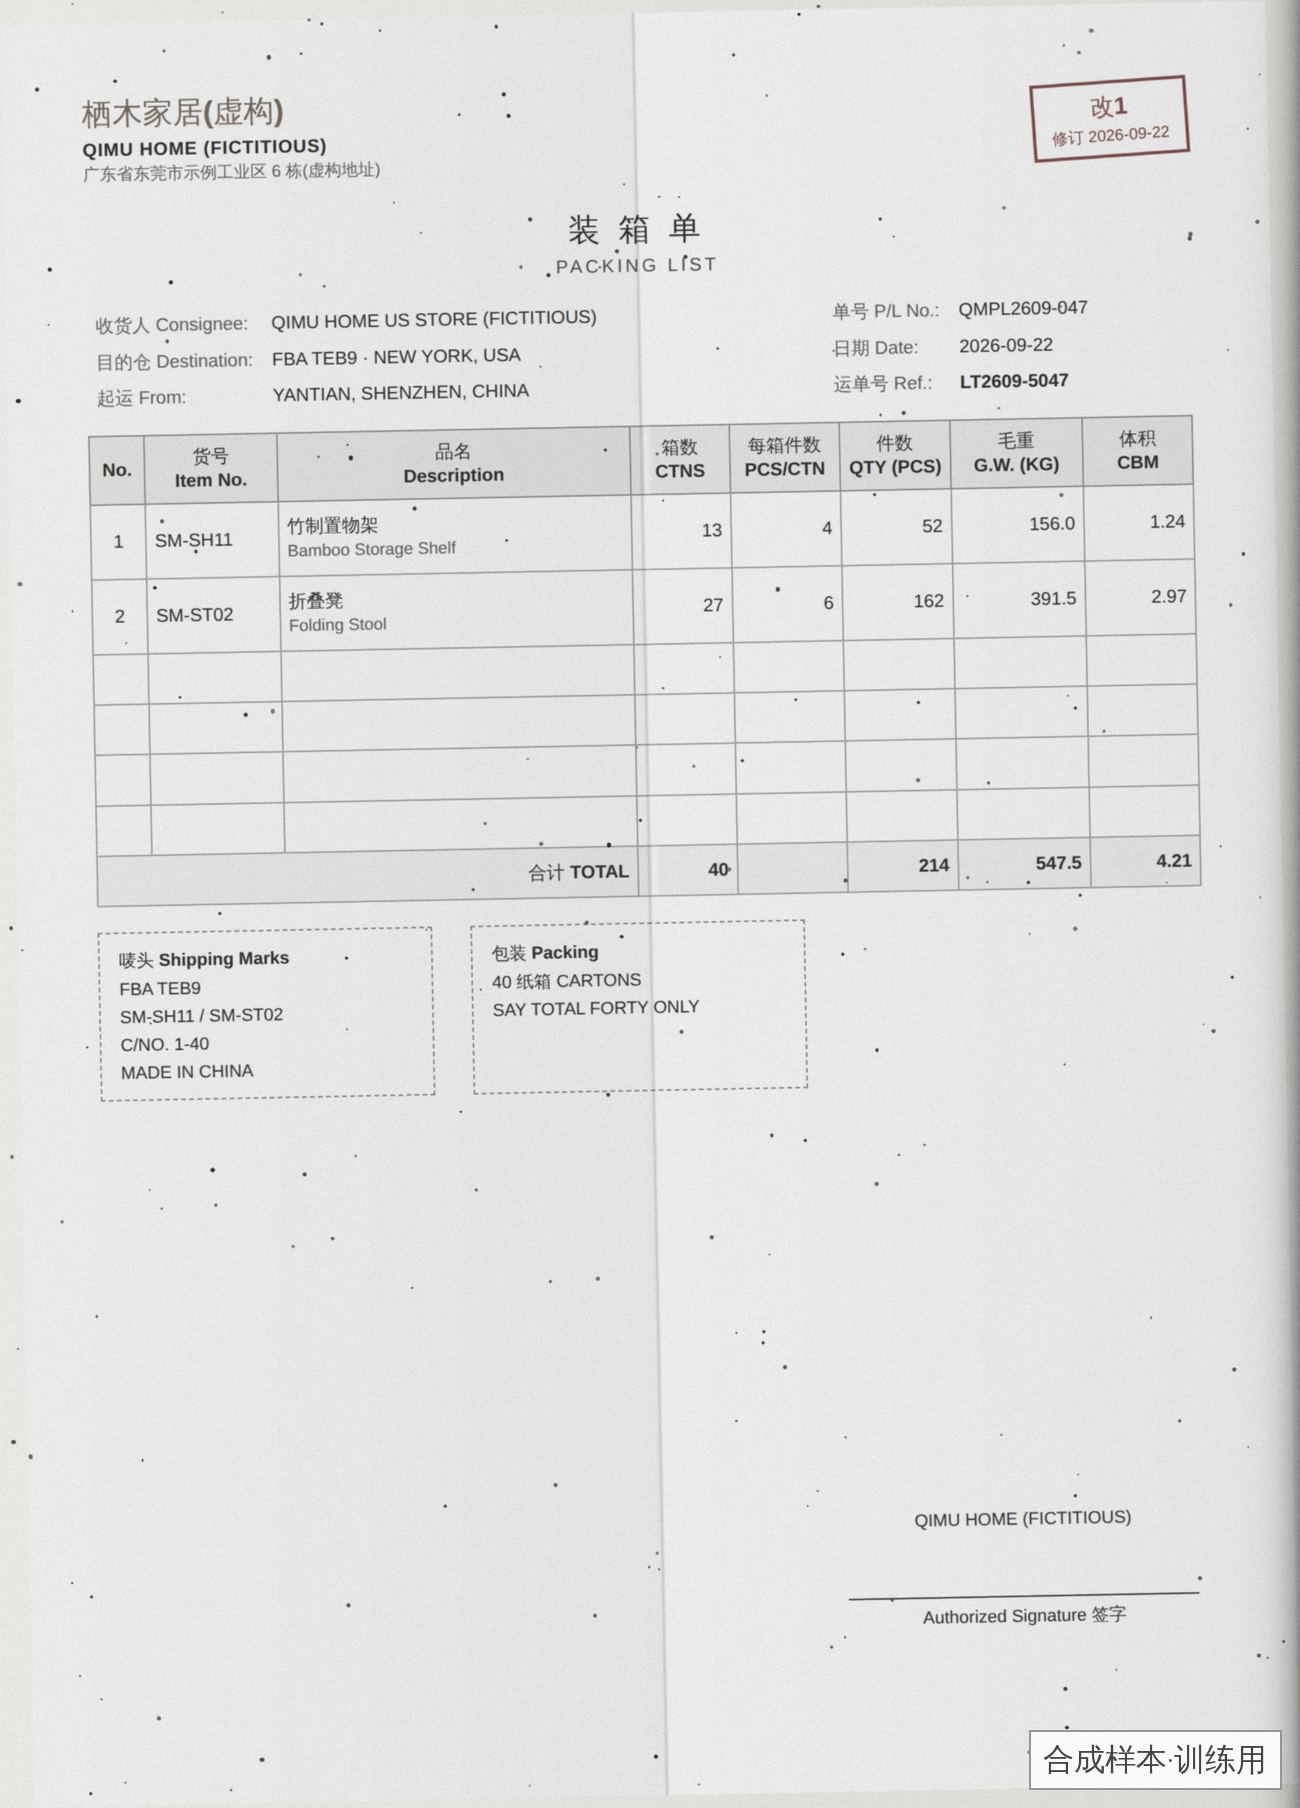 栖木家居(虚构)
QIMU HOME (FICTITIOUS)
广东省东莞市示例工业区 6 栋(虚构地址)
改1
修订 2026-09-22
装箱单
PACKING LIST
收货人 Consignee: QIMU HOME US STORE (FICTITIOUS)
目的仓 Destination: FBA TEB9 · NEW YORK, USA
起运 From: YANTIAN, SHENZHEN, CHINA
单号 P/L No.: QMPL2609-047
日期 Date: 2026-09-22
运单号 Ref.: LT2609-5047
No. 货号 Item No. 品名 Description 箱数 CTNS 每箱件数 PCS/CTN 件数 QTY (PCS) 毛重 G.W. (KG) 体积 CBM
1 SM-SH11 竹制置物架 Bamboo Storage Shelf 13 4 52 156.0 1.24
2 SM-ST02 折叠凳 Folding Stool 27 6 162 391.5 2.97
合计 TOTAL 40 214 547.5 4.21
唛头 Shipping Marks
FBA TEB9
SM-SH11 / SM-ST02
C/NO. 1-40
MADE IN CHINA
包装 Packing
40 纸箱 CARTONS
SAY TOTAL FORTY ONLY
QIMU HOME (FICTITIOUS)
Authorized Signature 签字
合成样本·训练用